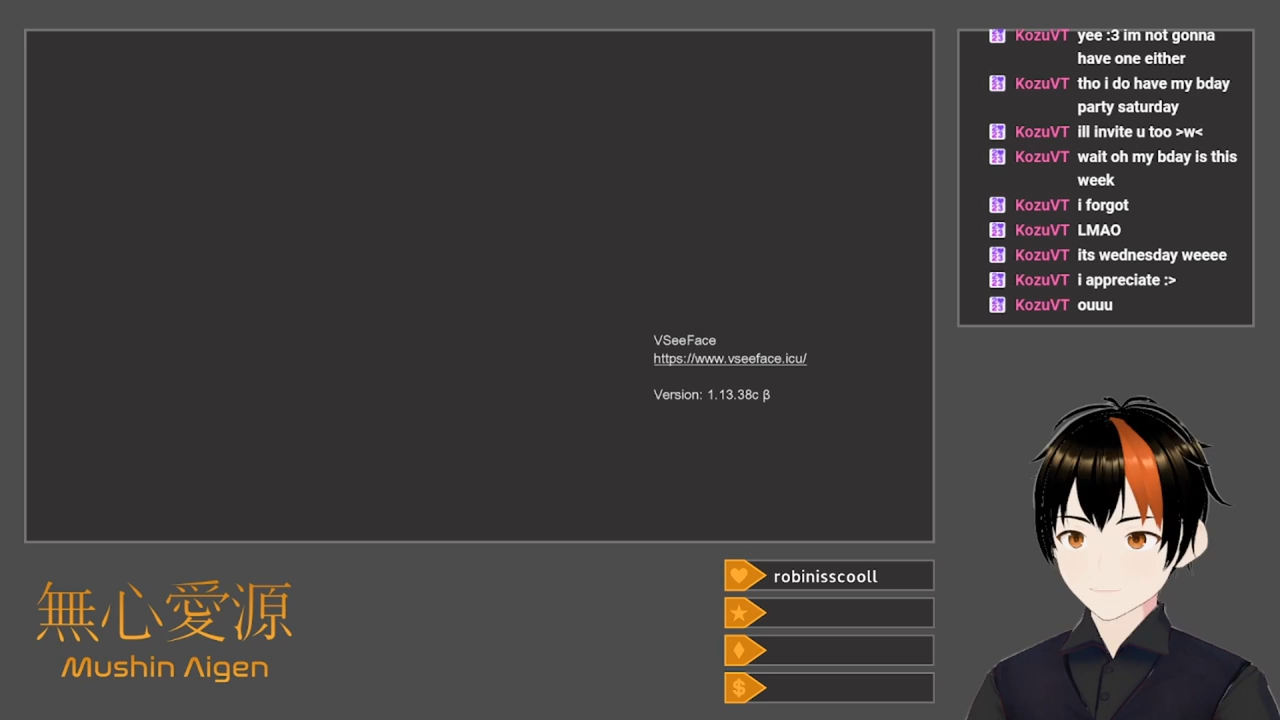 KozuVT yee :3 im not gonna
have one either
KozuVT tho i do have my bday
party saturday
KozuVT ill invite u too >w<
KozuVT wait oh my bday is this
week
KozuVT i forgot
KozuVT LMAO
KozuVT its wednesday weeee
KozuVT i appreciate :>
KozuVT ouuu
VSeeFace
https://www.vseeface.icu/
Version: 1.13.38c β
robinisscooll
無心愛源
Mushin Aigen